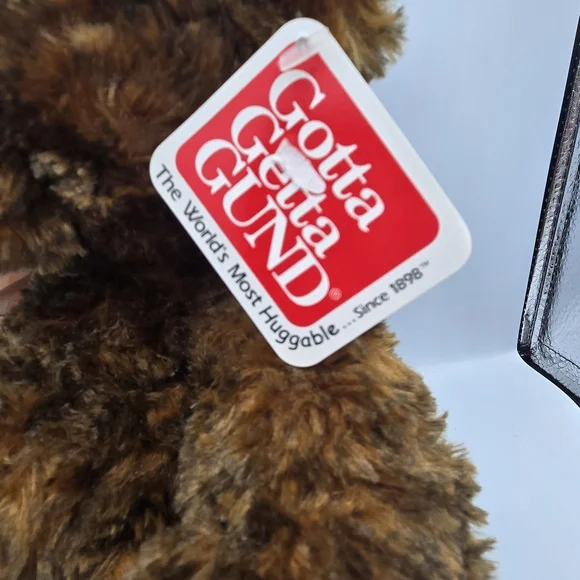 Gotta
Getta
GUND®
The World's Most Huggable...Since 1898™